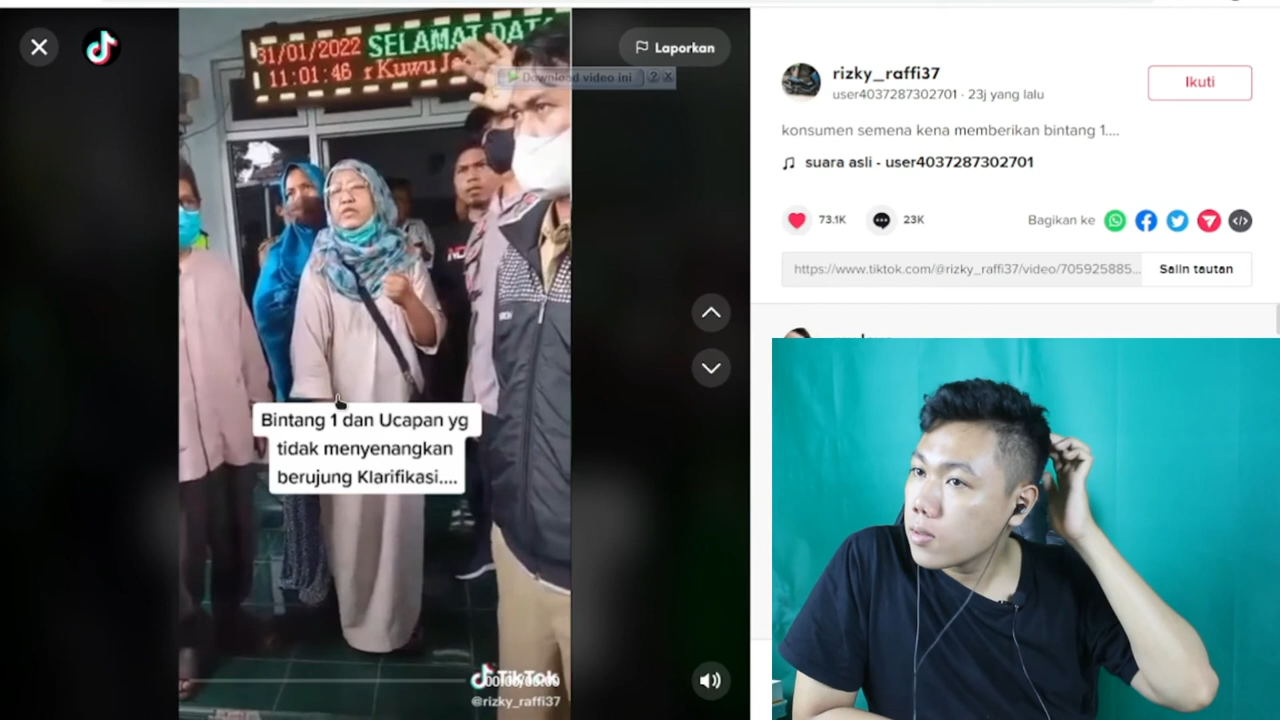 31/01/2022 SELAMAT DATA
11:01:46 r Kuwu Je
Laporkan
Download video ini ? X
Bintang 1 dan Ucapan yg
tidak menyenangkan
berujung Klarifikasi....
TikTok
@rizky_raffi37
rizky_raffi37
user4037287302701 · 23j yang lalu
Ikuti
konsumen semena kena memberikan bintang 1....
suara asli - user4037287302701
73.1K
23K
Bagikan ke
https://www.tiktok.com/@rizky_raffi37/video/705925885...
Salin tautan